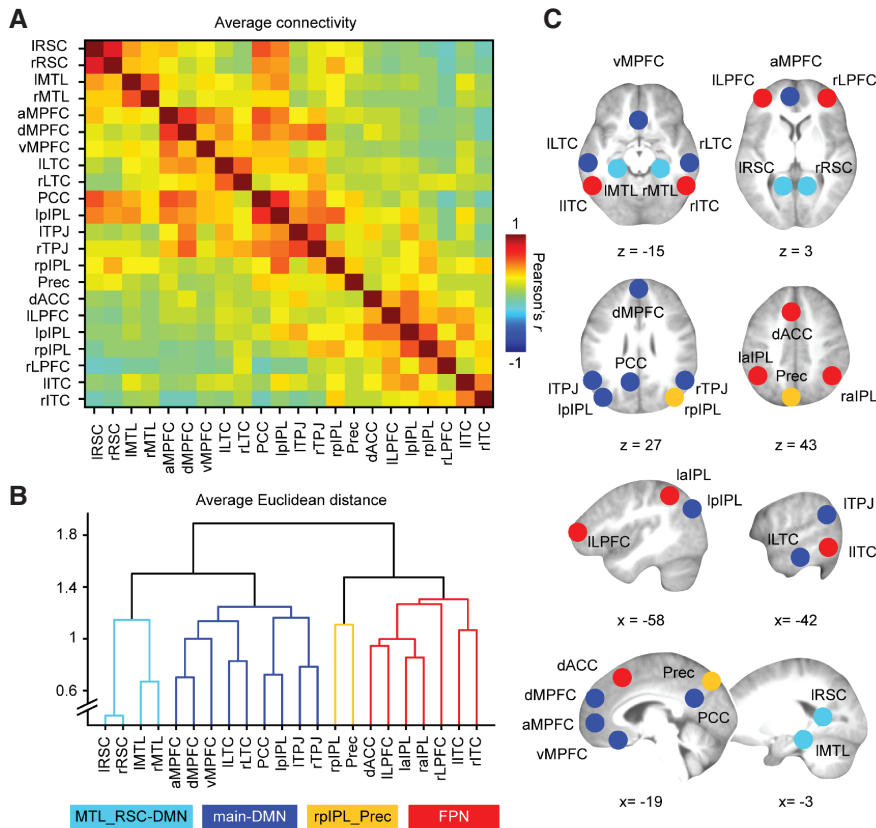 A
Average connectivity
lRSC
rRSC
lMTL
rMTL
aMPFC
dMPFC
vMPFC
lLTC
rLTC
PCC
lpIPL
lTPJ
rTPJ
rpIPL
Prec
dACC
lLPFC
lpIPL
rpIPL
rLPFC
lITC
rITC
lRSC
rRSC
lMTL
rMTL
aMPFC
dMPFC
vMPFC
lLTC
rLTC
PCC
lpIPL
lTPJ
rTPJ
rpIPL
Prec
dACC
lLPFC
lpIPL
rpIPL
rLPFC
lITC
rITC
1
Pearson's r
-1
B
Average Euclidean distance
1.8
1.4
1
0.6
lRSC
rRSC
lMTL
rMTL
aMPFC
dMPFC
vMPFC
lLTC
rLTC
PCC
lpIPL
lTPJ
rTPJ
rpIPL
Prec
dACC
lLPFC
laIPL
raIPL
rLPFC
lITC
rITC
MTL_RSC-DMN
main-DMN
rpIPL_Prec
FPN
C
vMPFC
aMPFC
lLPFC
rLPFC
lLTC
rLTC
lRSC
rRSC
lMTL
rMTL
lITC
rITC
z = -15
z = 3
dMPFC
dACC
PCC
laIPL
Prec
lTPJ
rTPJ
lpIPL
rpIPL
raIPL
z = 27
z = 43
laIPL
lpIPL
lTPJ
lLPFC
lLTC
lITC
x = -58
x= -42
dACC
Prec
dMPFC
lRSC
aMPFC
PCC
vMPFC
lMTL
x= -19
x= -3